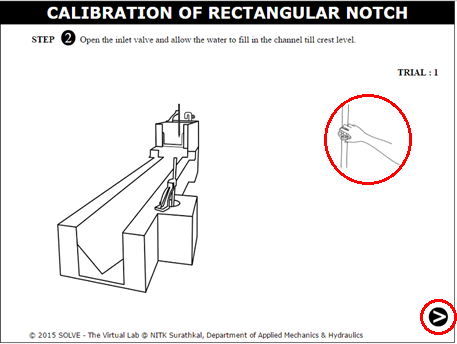 CALIBRATION OF RECTANGULAR NOTCH
STEP 2 Open the inlet valve and allow the water to fill in the channel till crest level.
TRIAL : 1
© 2015 SOLVE - The Virtual Lab @ NITK Surathkal, Department of Applied Mechanics & Hydraulics